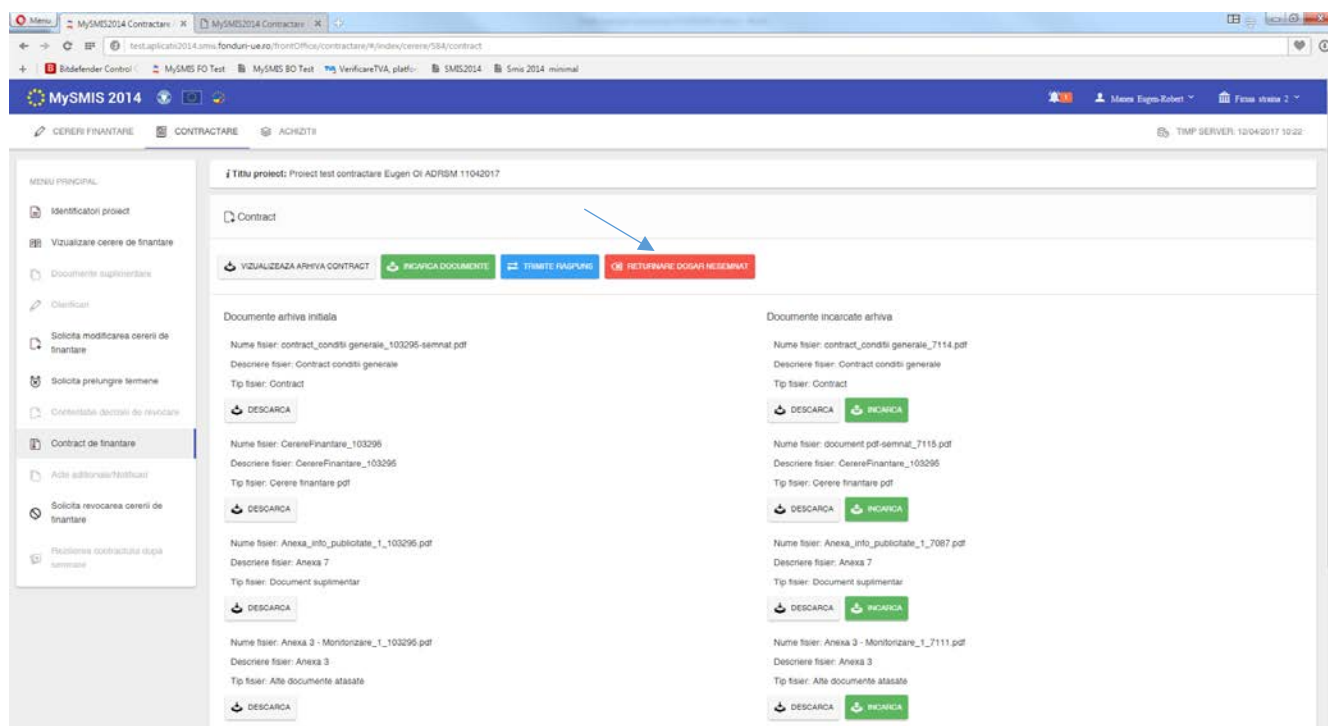 Meniu
MySMIS2014 Contractare
MySMIS2014 Contractare
test.aplicatii2014.smis.fonduri-ue.ro/frontOffice/contractare/#/index/cerere/584/contract
Bitdefender Control
MySMIS FO Test
MySMIS BO Test
VerificareTVA, platfor
SMIS2014
Smis 2014 minimal
MySMIS 2014
Manea Eugen-Robert
Firma straina 2
CERERI FINANTARE
CONTRACTARE
ACHIZITII
TIMP SERVER: 12/04/2017 10:22
MENIU PRINCIPAL
i Titlu proiect: Proiect test contractare Eugen OI ADRSM 11042017
Identificatori proiect
Vizualizare cerere de finantare
Documente suplimentare
Clarificari
Solicita modificarea cererii de
finantare
Solicita prelungire termene
Contestatie decizie de revocare
Contract de finantare
Acte aditionale/Notificari
Solicita revocarea cererii de
finantare
Rezilierea contractului dupa
semnare
Contract
VIZUALIZEAZA ARHIVA CONTRACT
INCARCA DOCUMENTE
TRIMITE RASPUNS
RETURNARE DOSAR NESEMNAT
Documente arhiva initiala
Nume fisier: contract_conditii generale_103295-semnat.pdf
Descriere fisier: Contract conditii generale
Tip fisier: Contract
DESCARCA
Nume fisier: CerereFinantare_103295
Descriere fisier: CerereFinantare_103295
Tip fisier: Cerere finantare pdf
DESCARCA
Nume fisier: Anexa_info_publicitate_1_103295.pdf
Descriere fisier: Anexa 7
Tip fisier: Document suplimentar
DESCARCA
Nume fisier: Anexa 3 - Monitorizare_1_103295.pdf
Descriere fisier: Anexa 3
Tip fisier: Alte documente atasate
DESCARCA
Documente incarcate arhiva
Nume fisier: contract_conditii generale_7114.pdf
Descriere fisier: Contract conditii generale
Tip fisier: Contract
DESCARCA
INCARCA
Nume fisier: document pdf-semnat_7115.pdf
Descriere fisier: CerereFinantare_103295
Tip fisier: Cerere finantare pdf
DESCARCA
INCARCA
Nume fisier: Anexa_info_publicitate_1_7087.pdf
Descriere fisier: Anexa 7
Tip fisier: Document suplimentar
DESCARCA
INCARCA
Nume fisier: Anexa 3 - Monitorizare_1_7111.pdf
Descriere fisier: Anexa 3
Tip fisier: Alte documente atasate
DESCARCA
INCARCA